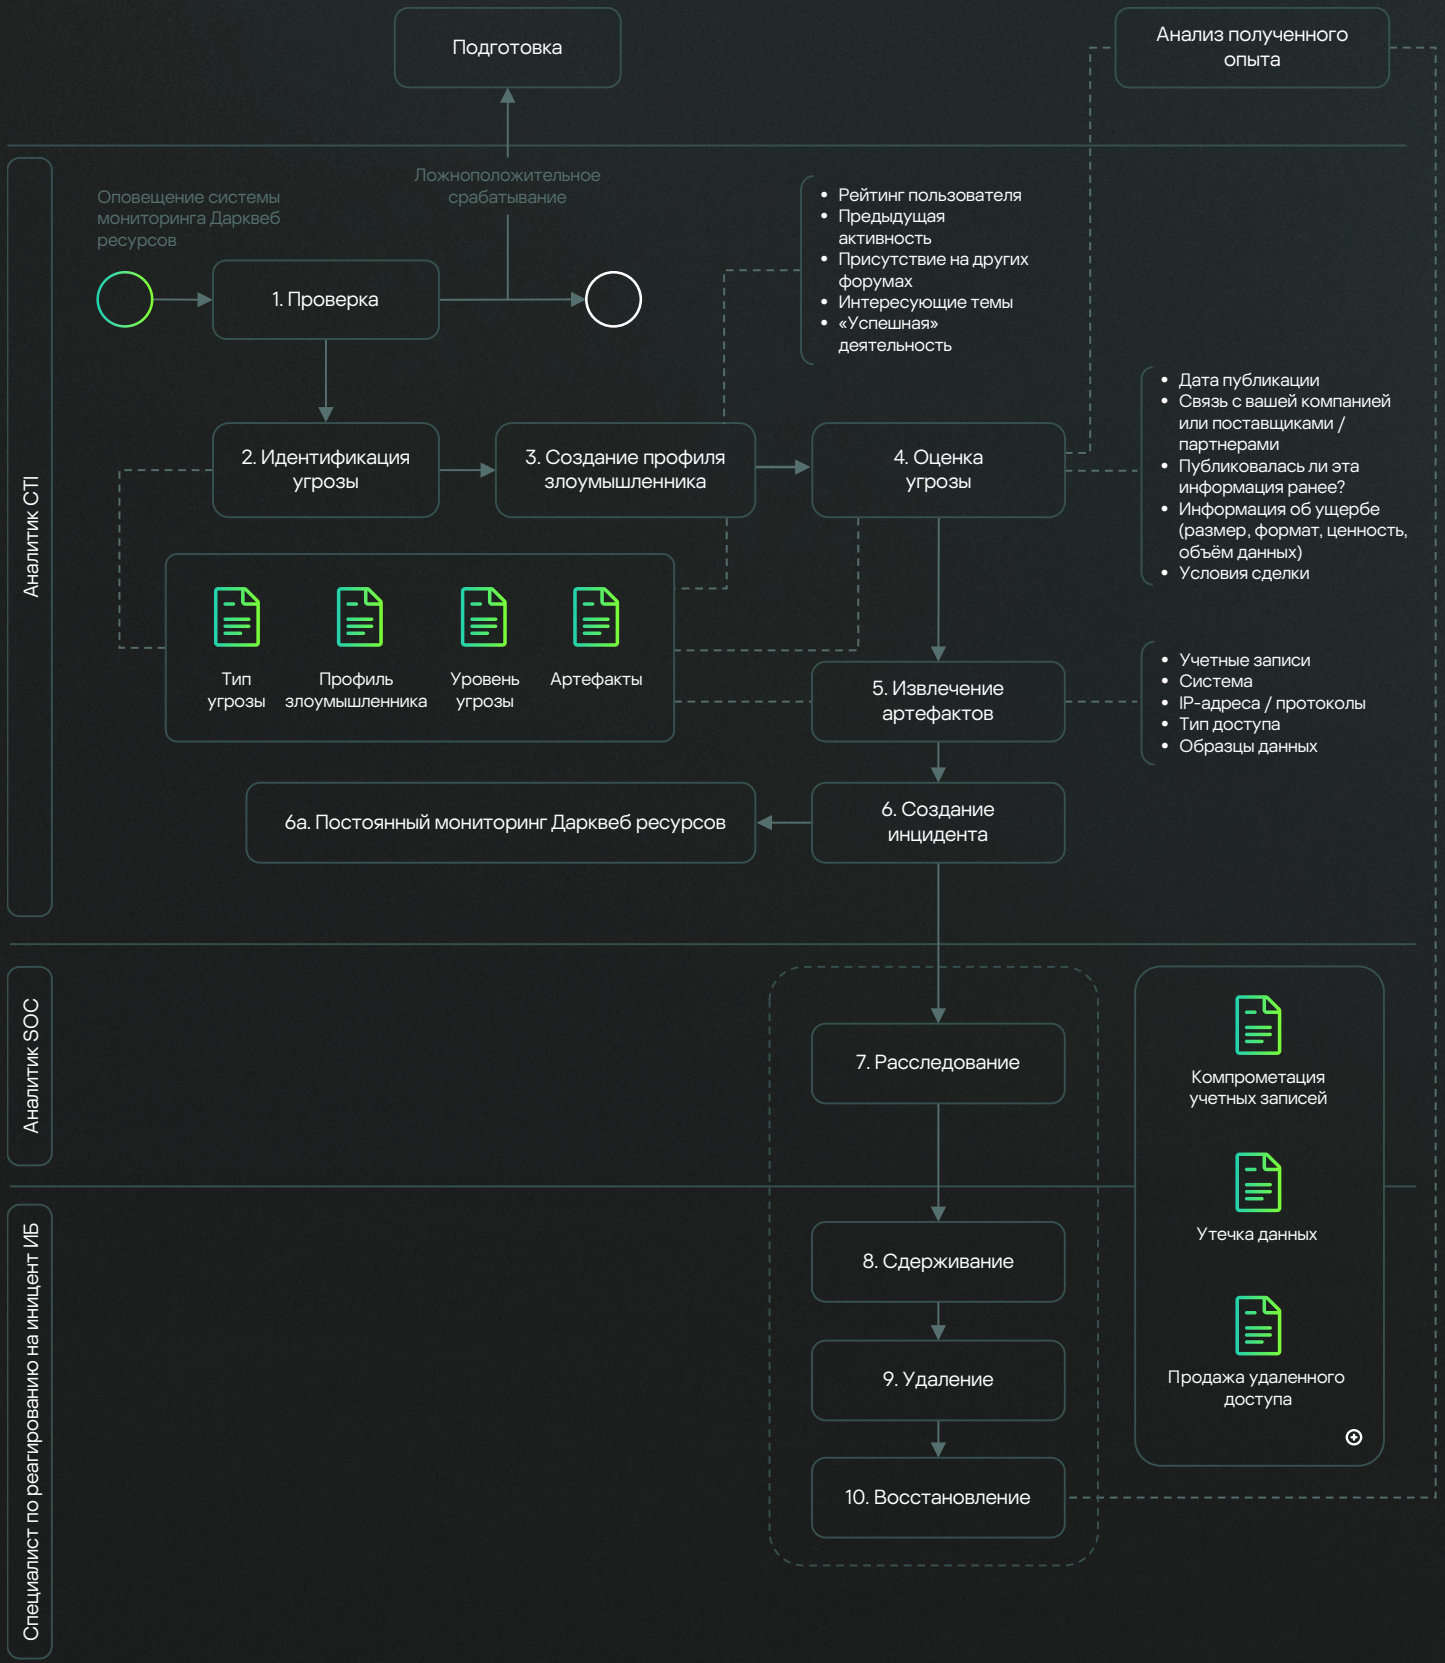 Подготовка
Анализ полученного
опыта
Аналитик CTI
Оповещение системы
мониторинга Дарквеб
ресурсов
Ложноположительное
срабатывание
1. Проверка
• Рейтинг пользователя
• Предыдущая
активность
• Присутствие на других
форумах
• Интересующие темы
• «Успешная»
деятельность
2. Идентификация
угрозы
3. Создание профиля
злоумышленника
4. Оценка
угрозы
• Дата публикации
• Связь с вашей компанией
или поставщиками /
партнерами
• Публиковалась ли эта
информация ранее?
• Информация об ущербе
(размер, формат, ценность,
объём данных)
• Условия сделки
Тип
угрозы
Профиль
злоумышленника
Уровень
угрозы
Артефакты
5. Извлечение
артефактов
• Учетные записи
• Система
• IP-адреса / протоколы
• Тип доступа
• Образцы данных
6a. Постоянный мониторинг Дарквеб ресурсов
6. Создание
инцидента
Аналитик SOC
7. Расследование
Компрометация
учетных записей
Утечка данных
Продажа удаленного
доступа
Специалист по реагированию на иницент ИБ
8. Сдерживание
9. Удаление
10. Восстановление